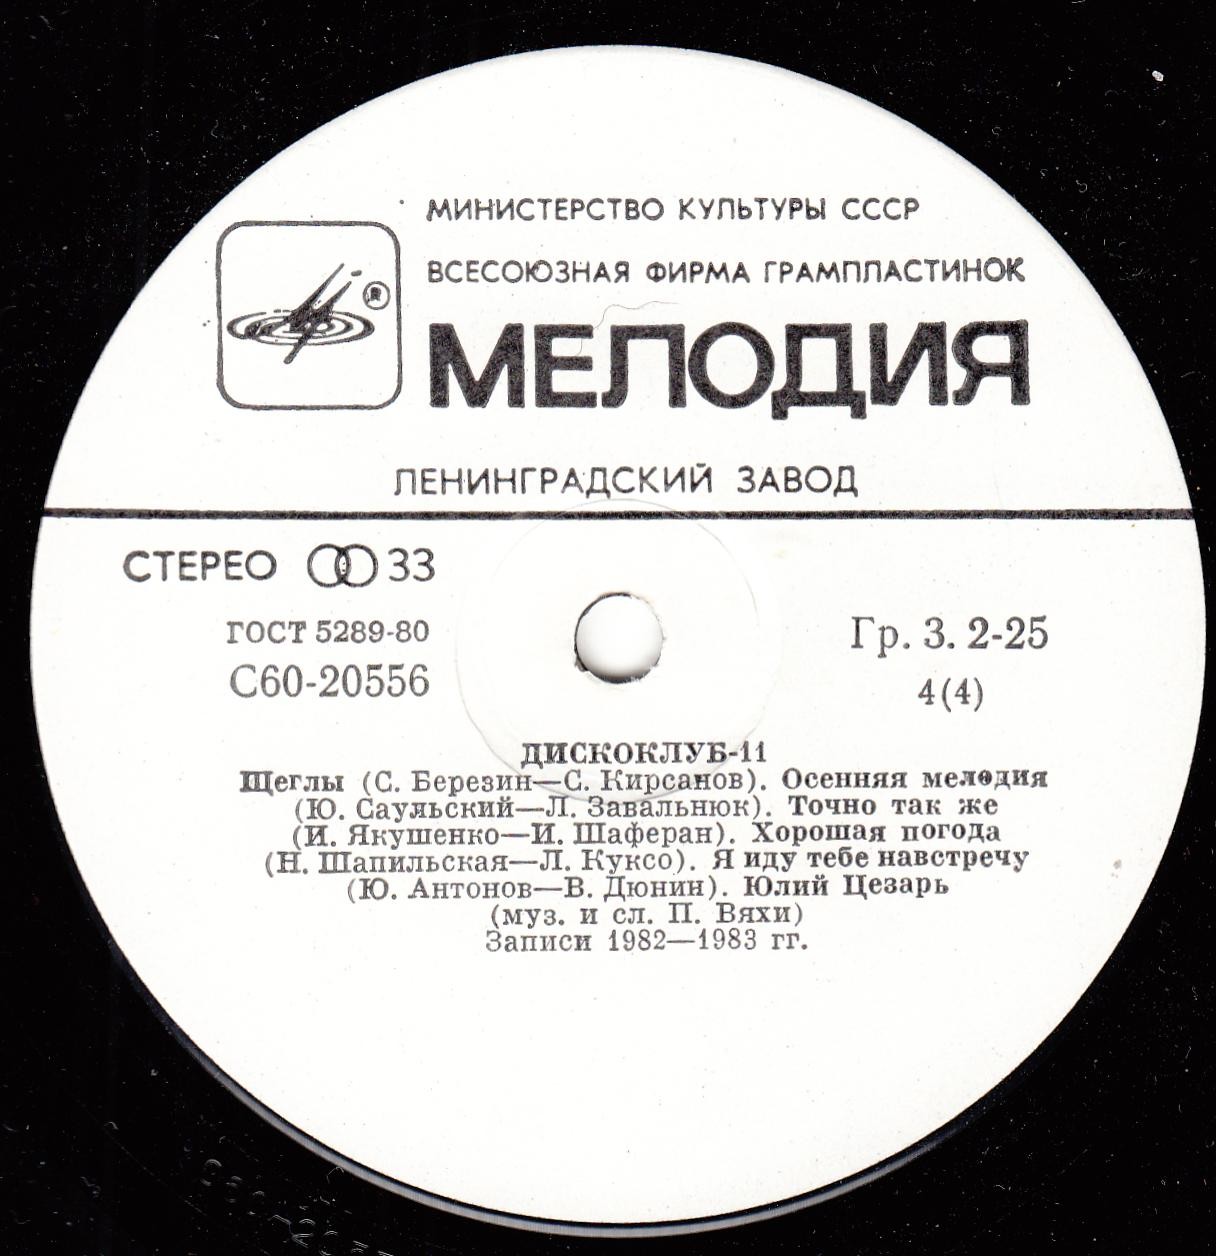 МИНИСТЕРСТВО КУЛЬТУРЫ СССР
ВСЕСОЮЗНАЯ ФИРМА ГРАМПЛАСТИНОК
®
МЕЛОДИЯ
ЛЕНИНГРАДСКИЙ ЗАВОД
СТЕРЕО 33
ГОСТ 5289-80
С60-20556
Гр. 3. 2-25
4(4)
ДИСКОКЛУБ-11
Щеглы (С. Березин—С. Кирсанов). Осенняя мелодия
(Ю. Саульский—Л. Завальнюк). Точно так же
(И. Якушенко—И. Шаферан). Хорошая погода
(Н. Шапильская—Л. Куксо). Я иду тебе навстречу
(Ю. Антонов—В. Дюнин). Юлий Цезарь
(муз. и сл. П. Вяхи)
Записи 1982—1983 гг.